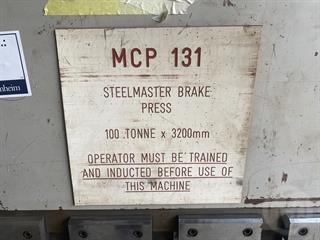 MCP 131
STEELMASTER BRAKE
PRESS
100 .TONNE x 3200mm
OPERATOR MUST BE TRAINED
AND INDUCTED BEFORE USE OF
THIS MACHINE